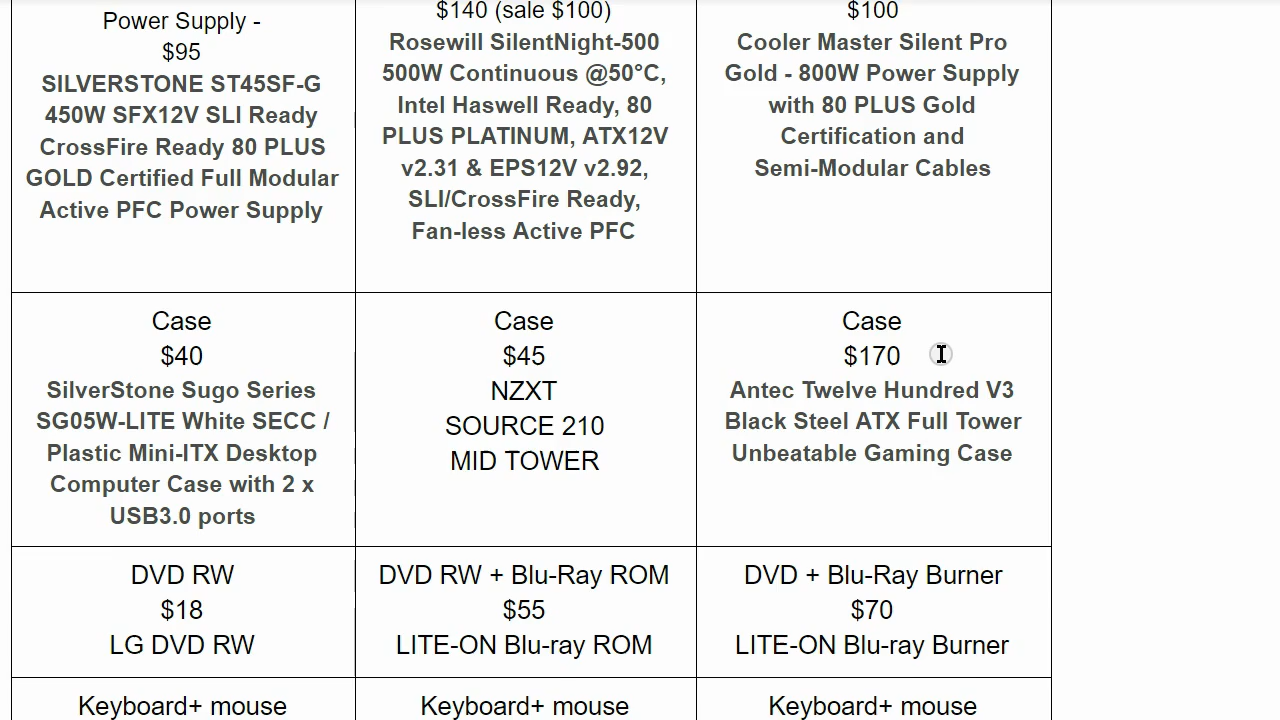 Power Supply -
$95
SILVERSTONE ST45SF-G
450W SFX12V SLI Ready
CrossFire Ready 80 PLUS
GOLD Certified Full Modular
Active PFC Power Supply
$140 (sale $100)
Rosewill SilentNight-500
500W Continuous @50°C,
Intel Haswell Ready, 80
PLUS PLATINUM, ATX12V
v2.31 & EPS12V v2.92,
SLI/CrossFire Ready,
Fan-less Active PFC
$100
Cooler Master Silent Pro
Gold - 800W Power Supply
with 80 PLUS Gold
Certification and
Semi-Modular Cables
Case
$40
SilverStone Sugo Series
SG05W-LITE White SECC /
Plastic Mini-ITX Desktop
Computer Case with 2 x
USB3.0 ports
Case
$45
NZXT
SOURCE 210
MID TOWER
Case
$170
Antec Twelve Hundred V3
Black Steel ATX Full Tower
Unbeatable Gaming Case
DVD RW
$18
LG DVD RW
DVD RW + Blu-Ray ROM
$55
LITE-ON Blu-ray ROM
DVD + Blu-Ray Burner
$70
LITE-ON Blu-ray Burner
Keyboard+ mouse
Keyboard+ mouse
Keyboard+ mouse